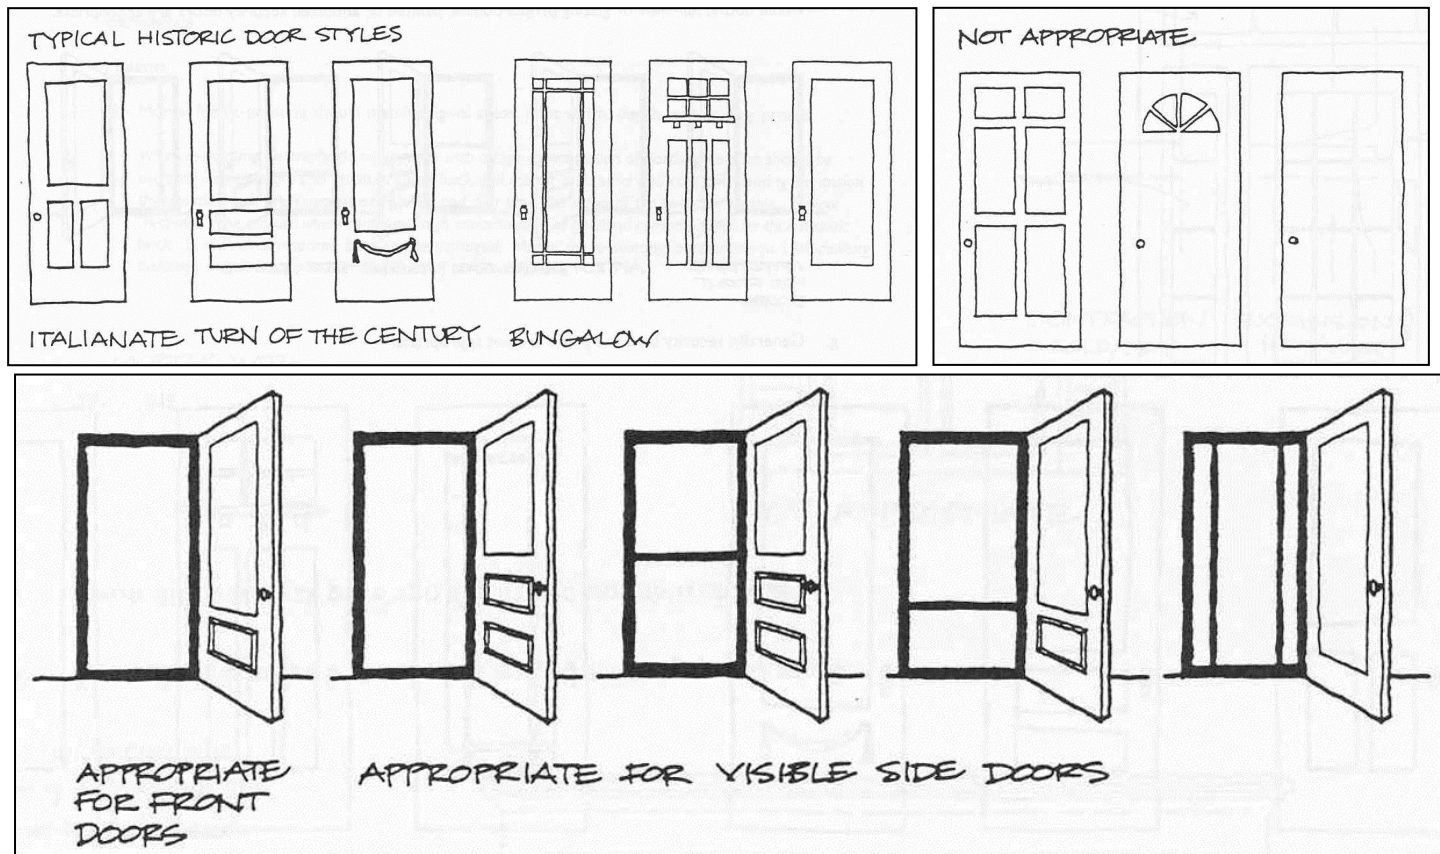 TYPICAL HISTORIC DOOR STYLES
ITALIANATE TURN OF THE CENTURY BUNGALOW
NOT APPROPRIATE
APPROPRIATE
FOR FRONT
DOORS
APPROPRIATE FOR VISIBLE SIDE DOORS